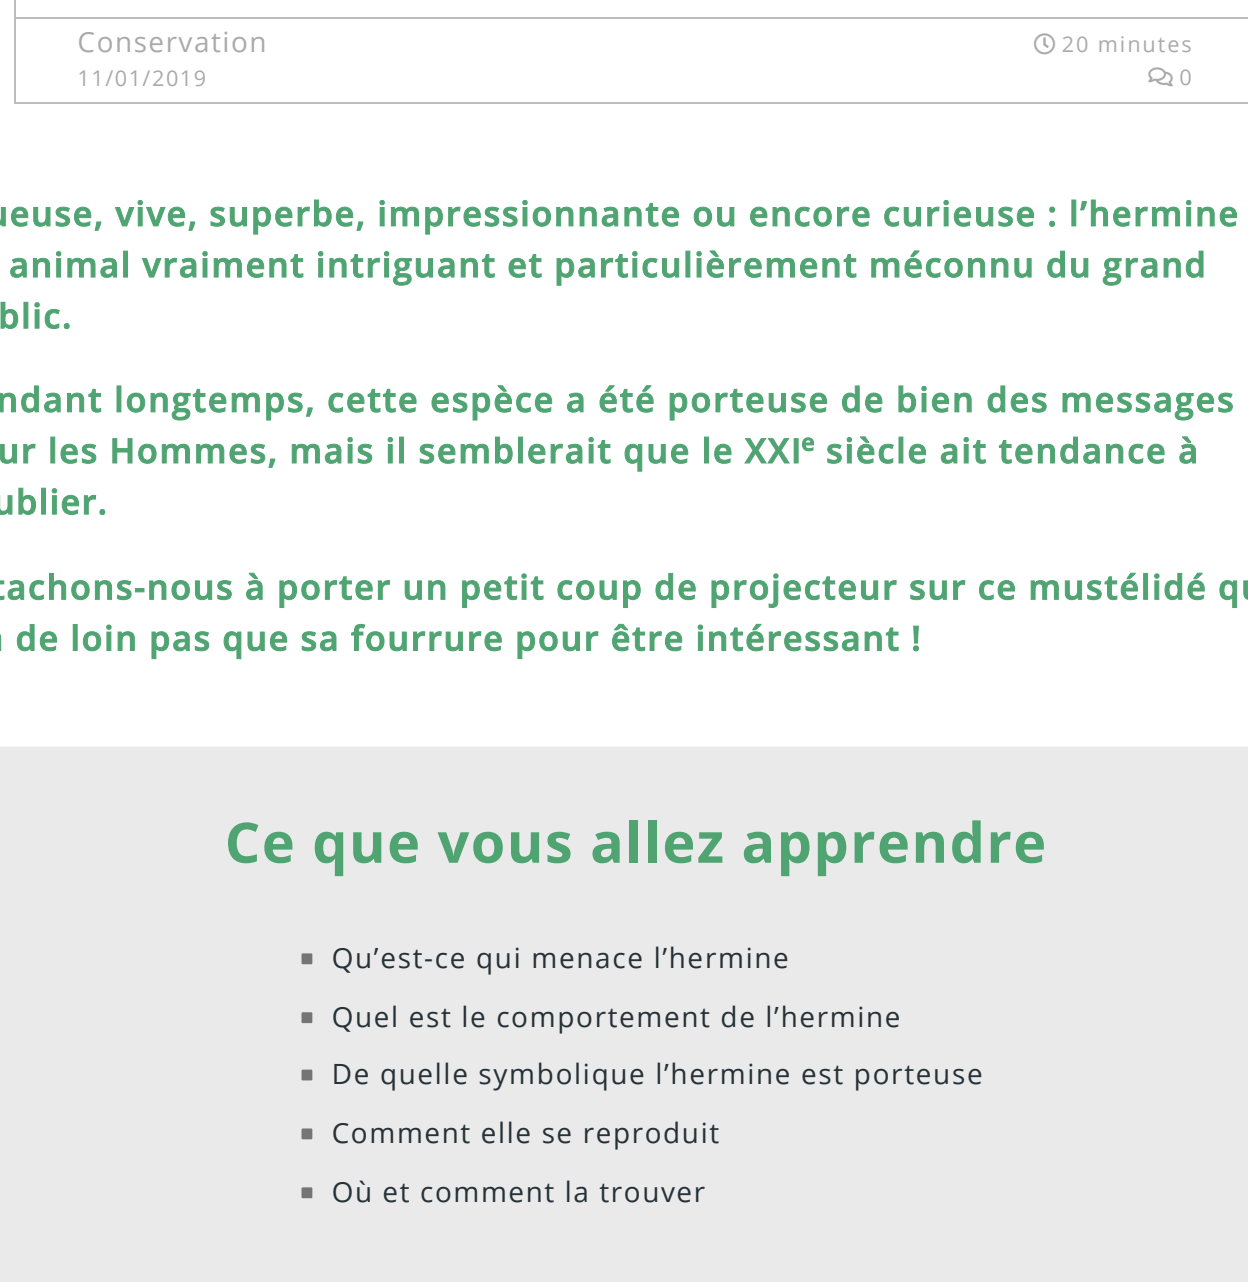 Conservation
20 minutes
11/01/2019
0
ueuse, vive, superbe, impressionnante ou encore curieuse : l’hermine
animal vraiment intriguant et particulièrement méconnu du grand
blic.
ndant longtemps, cette espèce a été porteuse de bien des messages
ur les Hommes, mais il semblerait que le XXIe siècle ait tendance à
ublier.
tachons-nous à porter un petit coup de projecteur sur ce mustélidé qu
de loin pas que sa fourrure pour être intéressant !
Ce que vous allez apprendre
Qu’est-ce qui menace l’hermine
Quel est le comportement de l’hermine
De quelle symbolique l’hermine est porteuse
Comment elle se reproduit
Où et comment la trouver